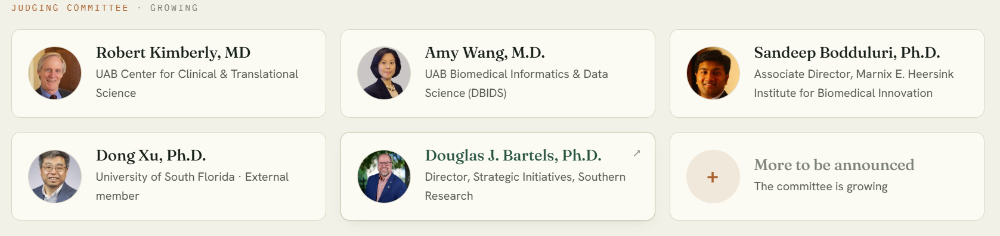 JUDGING COMMITTEE · GROWING
Robert Kimberly, MD
UAB Center for Clinical & Translational
Science
Amy Wang, M.D.
UAB Biomedical Informatics & Data
Science (DBIDS)
Sandeep Bodduluri, Ph.D.
Associate Director, Marnix E. Heersink
Institute for Biomedical Innovation
Dong Xu, Ph.D.
University of South Florida · External
member
Douglas J. Bartels, Ph.D. ↗
Director, Strategic Initiatives, Southern
Research
+
More to be announced
The committee is growing